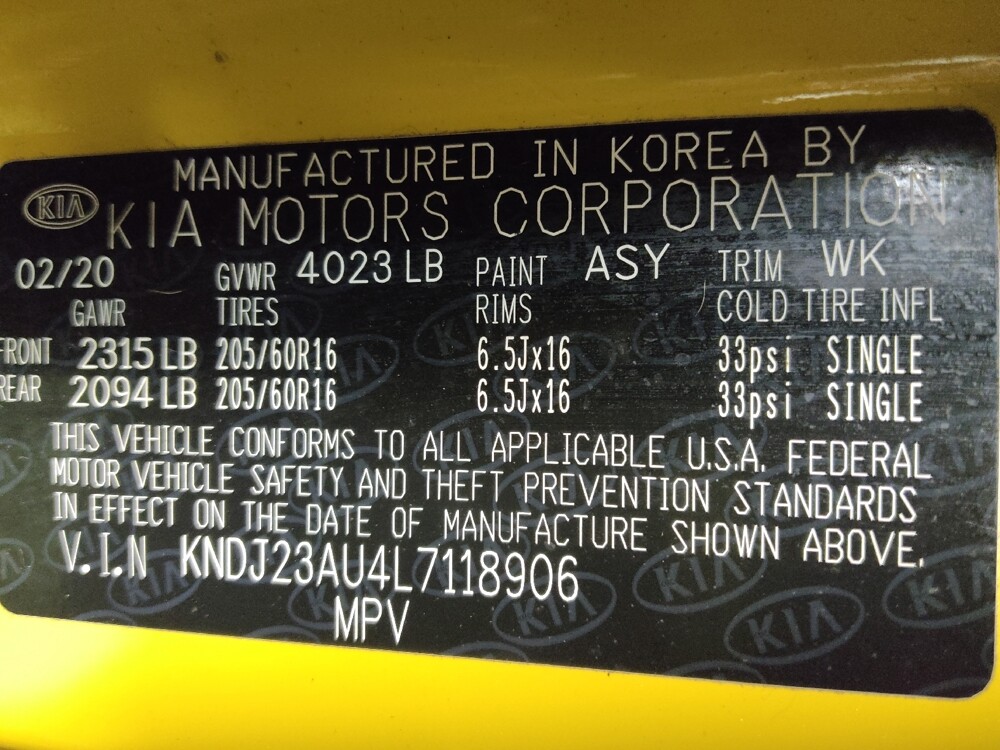 MANUFACTURED IN KOREA BY
KIA KIA MOTORS CORPORATION
02/20 GVWR 4023 LB PAINT ASY TRIM WK
GAWR TIRES RIMS COLD TIRE INFL
FRONT 2315 LB 205/60R16 6.5Jx16 33psi SINGLE
REAR 2094 LB 205/60R16 6.5Jx16 33psi SINGLE
THIS VEHICLE CONFORMS TO ALL APPLICABLE U.S.A. FEDERAL
MOTOR VEHICLE SAFETY AND THEFT PREVENTION STANDARDS
IN EFFECT ON THE DATE OF MANUFACTURE SHOWN ABOVE.
V.I.N KNDJ23AU4L7118906
MPV